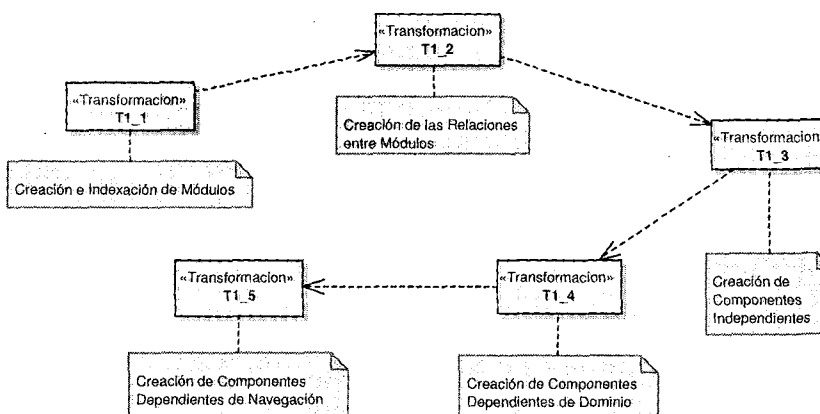 «Transformacion»
T1_2
«Transformacion»
T1_1
Creación de las Relaciones
entre Módulos
«Transformacion
T1_3
Creación e Indexación de Módulos
«Transformacion»
T1_5
«Transformacion»
T1_4
Creación de
Componentes
Independientes
Creación de Componentes
Dependientes de Navegación
Creación de Componentes
Dependientes de Dominio